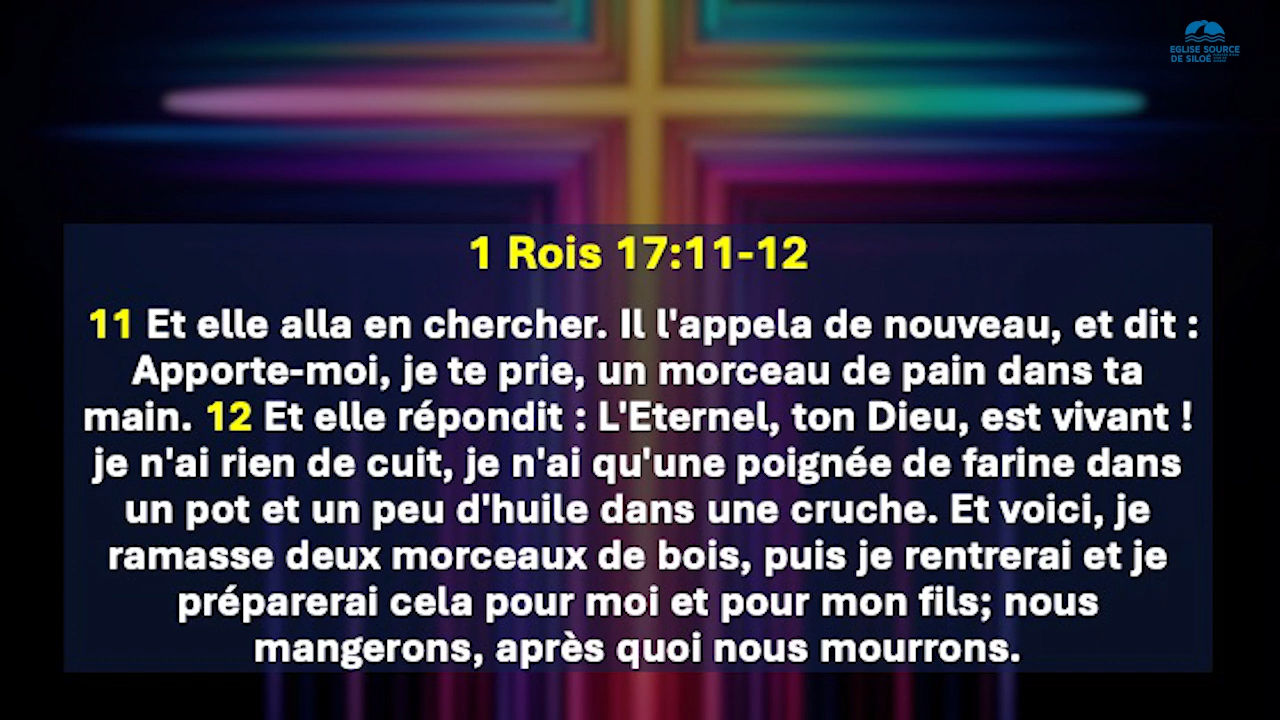 EGLISE SOURCE
DE SILOÉ
1 Rois 17:11-12
11 Et elle alla en chercher. Il l'appela de nouveau, et dit :
Apporte-moi, je te prie, un morceau de pain dans ta
main. 12 Et elle répondit : L'Eternel, ton Dieu, est vivant !
je n'ai rien de cuit, je n'ai qu'une poignée de farine dans
un pot et un peu d'huile dans une cruche. Et voici, je
ramasse deux morceaux de bois, puis je rentrerai et je
préparerai cela pour moi et pour mon fils; nous
mangerons, après quoi nous mourrons.